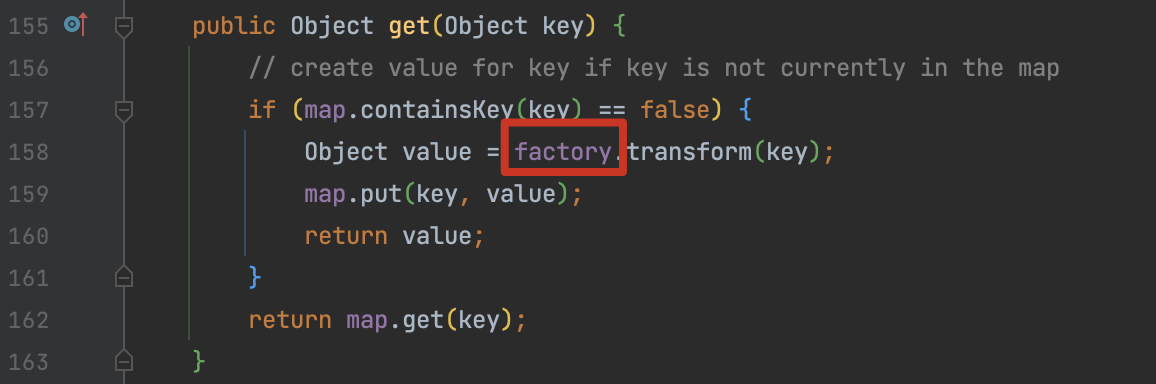 155 public Object get(Object key) {
156 // create value for key if key is not currently in the map
157 if (map.containsKey(key) == false) {
158 Object value = factory.transform(key);
159 map.put(key, value);
160 return value;
161 }
162 return map.get(key);
163 }